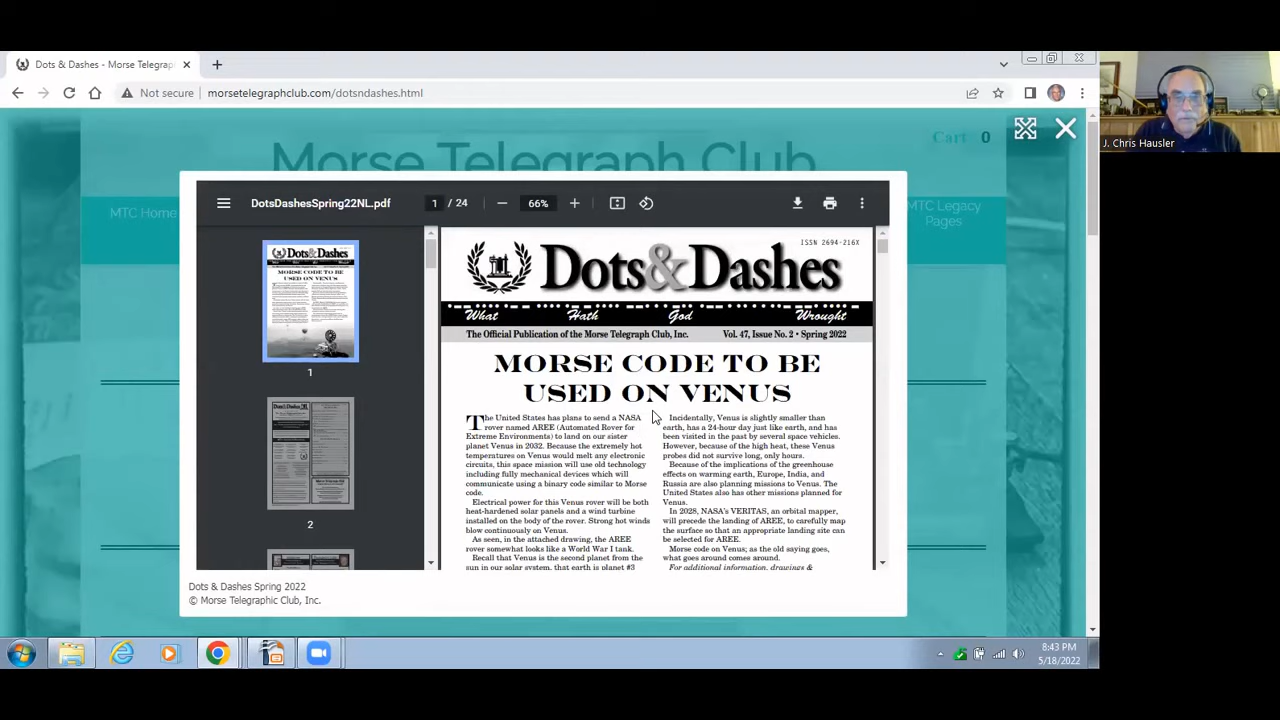 Dots & Dashes - Morse Telegrap
Not secure
morsetelegraphclub.com/dotsndashes.html
Morse Telegraph Club
Cart 0
J. Chris Hausler
MTC Home
MTC Legacy
Pages
DotsDashesSpring22NL.pdf
1 / 24
66%
Dots&Dashes
MORSE CODE TO BE
USED ON VENUS
1
2
ISSN 2694-216X
Dots&Dashes
What Hath God Wrought
The Official Publication of the Morse Telegraph Club, Inc. Vol. 47, Issue No. 2 • Spring 2022
MORSE CODE TO BE
USED ON VENUS
The United States has plans to send a NASA
rover named AREE (Automated Rover for
Extreme Environments) to land on our sister
planet Venus in 2032. Because the extremely hot
temperatures on Venus would melt any electronic
circuits, this space mission will use old technology
including fully mechanical devices which will
communicate using a binary code similar to Morse
code.
Electrical power for this Venus rover will be both
heat-hardened solar panels and a wind turbine
installed on the body of the rover. Strong hot winds
blow continuously on Venus.
As seen, in the attached drawing, the AREE
rover somewhat looks like a World War I tank.
Recall that Venus is the second planet from the
sun in our solar system, that earth is planet #3
Incidentally, Venus is slightly smaller than
earth, has a 24-hour day just like earth, and has
been visited in the past by several space vehicles.
However, because of the high heat, these Venus
probes did not survive long, only hours.
Because of the implications of the greenhouse
effects on warming earth, Europe, India, and
Russia are also planning missions to Venus. The
United States also has other missions planned for
Venus.
In 2028, NASA's VERITAS, an orbital mapper,
will precede the landing of AREE, to carefully map
the surface so that an appropriate landing site can
be selected for AREE.
Morse code on Venus; as the old saying goes,
what goes around comes around.
For additional information, drawings &
Dots & Dashes Spring 2022
© Morse Telegraphic Club, Inc.
8:43 PM
5/18/2022